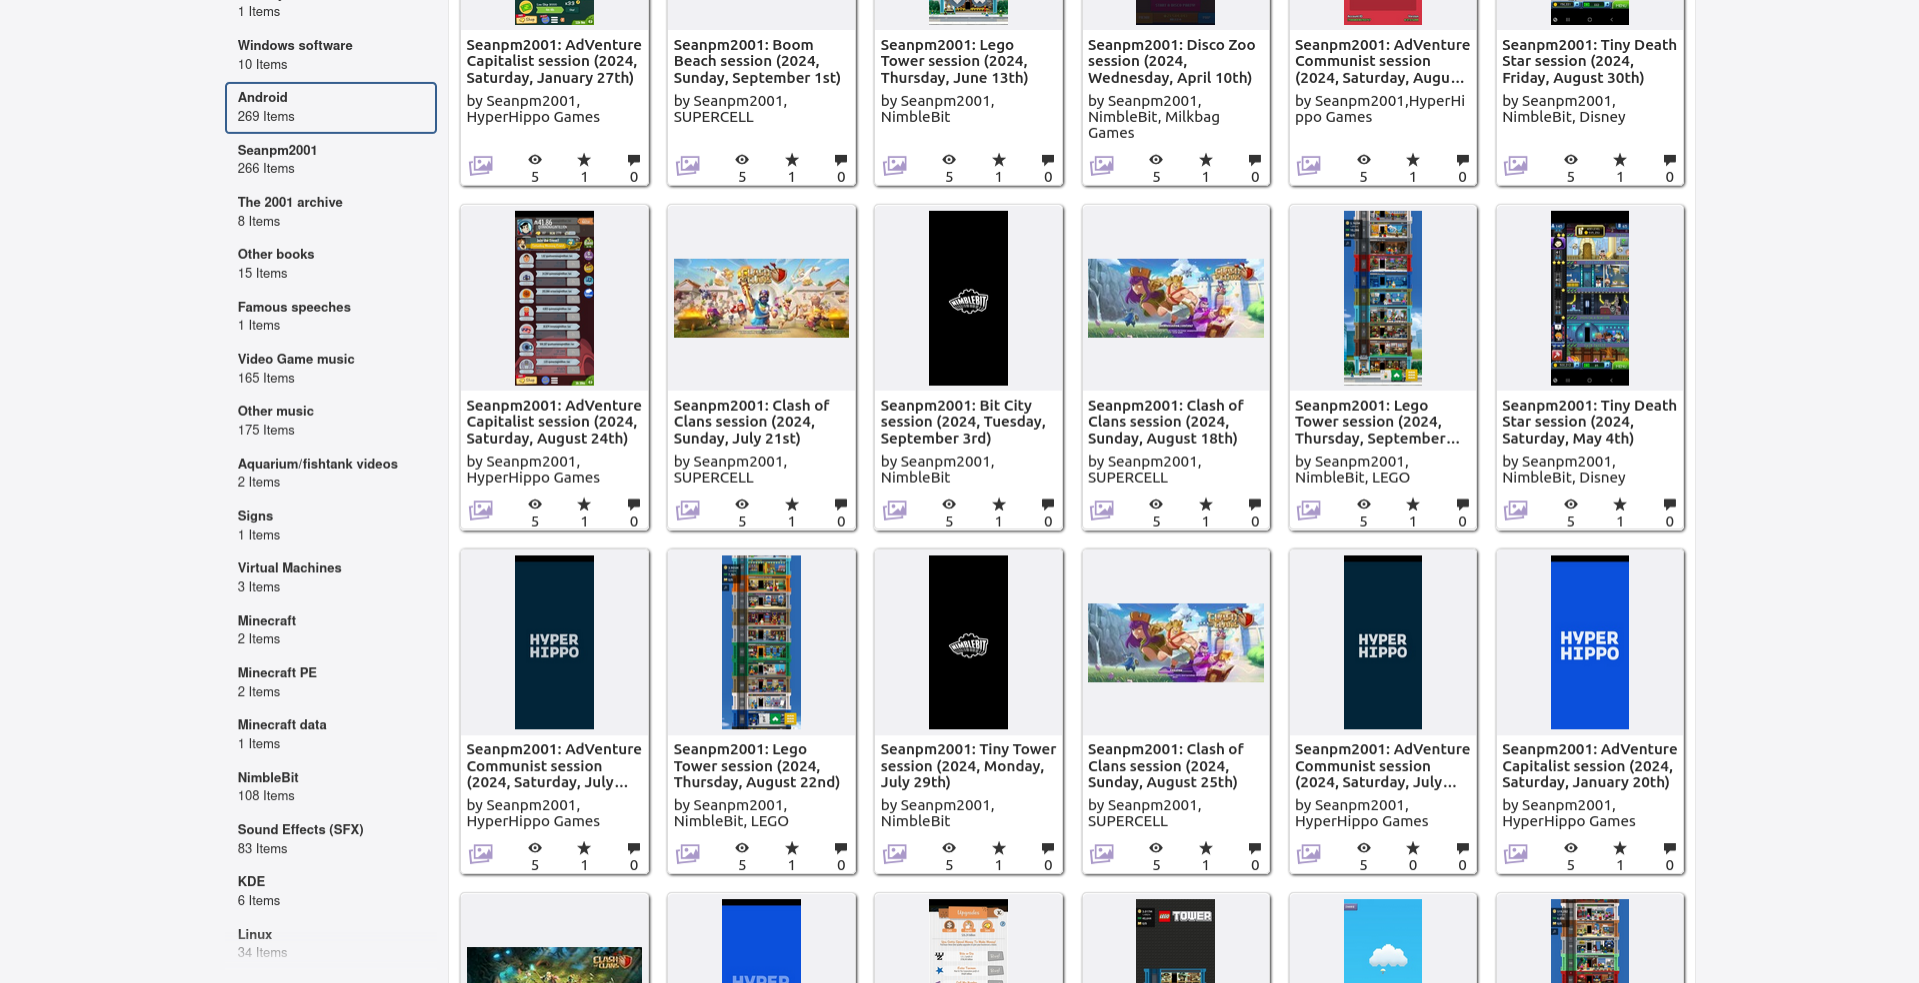 1 Items
Windows software
10 Items
Android
269 Items
Seanpm2001
266 Items
The 2001 archive
8 Items
Other books
15 Items
Famous speeches
1 Items
Video Game music
165 Items
Other music
175 Items
Aquarium/fishtank videos
2 Items
Signs
1 Items
Virtual Machines
3 Items
Minecraft
2 Items
Minecraft PE
2 Items
Minecraft data
1 Items
NimbleBit
108 Items
Sound Effects (SFX)
83 Items
KDE
6 Items
Linux
34 Items
Seanpm2001: AdVenture
Capitalist session (2024,
Saturday, January 27th)
by Seanpm2001,
HyperHippo Games
5 1 0
Seanpm2001: Boom
Beach session (2024,
Sunday, September 1st)
by Seanpm2001,
SUPERCELL
5 1 0
Seanpm2001: Lego
Tower session (2024,
Thursday, June 13th)
by Seanpm2001,
NimbleBit
5 1 0
Seanpm2001: Disco Zoo
session (2024,
Wednesday, April 10th)
by Seanpm2001,
NimbleBit, Milkbag
Games
5 1 0
Seanpm2001: AdVenture
Communist session
(2024, Saturday, Augu...
by Seanpm2001,HyperHi
ppo Games
5 1 0
Seanpm2001: Tiny Death
Star session (2024,
Friday, August 30th)
by Seanpm2001,
NimbleBit, Disney
5 1 0
Seanpm2001: AdVenture
Capitalist session (2024,
Saturday, August 24th)
by Seanpm2001,
HyperHippo Games
5 1 0
Seanpm2001: Clash of
Clans session (2024,
Sunday, July 21st)
by Seanpm2001,
SUPERCELL
5 1 0
NIMBLEBIT
Seanpm2001: Bit City
session (2024, Tuesday,
September 3rd)
by Seanpm2001,
NimbleBit
5 1 0
Seanpm2001: Clash of
Clans session (2024,
Sunday, August 18th)
by Seanpm2001,
SUPERCELL
5 1 0
Seanpm2001: Lego
Tower session (2024,
Thursday, September...
by Seanpm2001,
NimbleBit, LEGO
5 1 0
Seanpm2001: Tiny Death
Star session (2024,
Saturday, May 4th)
by Seanpm2001,
NimbleBit, Disney
5 1 0
HYPER
HIPPO
Seanpm2001: AdVenture
Communist session
(2024, Saturday, July...
by Seanpm2001,
HyperHippo Games
5 1 0
Seanpm2001: Lego
Tower session (2024,
Thursday, August 22nd)
by Seanpm2001,
NimbleBit, LEGO
5 1 0
NIMBLEBIT
Seanpm2001: Tiny Tower
session (2024, Monday,
July 29th)
by Seanpm2001,
NimbleBit
5 1 0
Seanpm2001: Clash of
Clans session (2024,
Sunday, August 25th)
by Seanpm2001,
SUPERCELL
5 1 0
HYPER
HIPPO
Seanpm2001: AdVenture
Communist session
(2024, Saturday, July...
by Seanpm2001,
HyperHippo Games
5 0 0
HYPER
HIPPO
Seanpm2001: AdVenture
Capitalist session (2024,
Saturday, January 20th)
by Seanpm2001,
HyperHippo Games
5 1 0
CLASH
CLANS
HYPER
Upgrades
LEGO TOWER